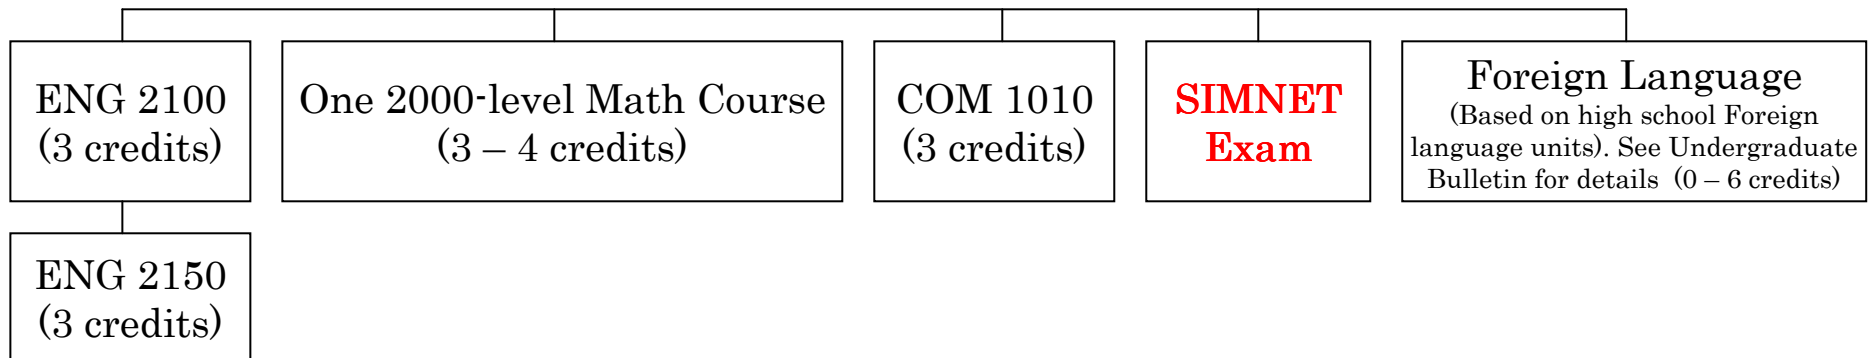 ENG 2100
(3 credits)
One 2000-level Math Course
(3 – 4 credits)
COM 1010
(3 credits)
SIMNET
Exam
Foreign Language
(Based on high school Foreign
language units). See Undergraduate
Bulletin for details  (0 – 6 credits)
ENG 2150
(3 credits)